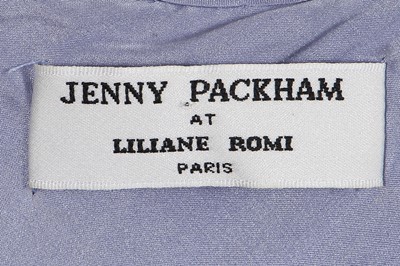 JENNY PACKHAM
AT
LILIANE ROMI
PARIS